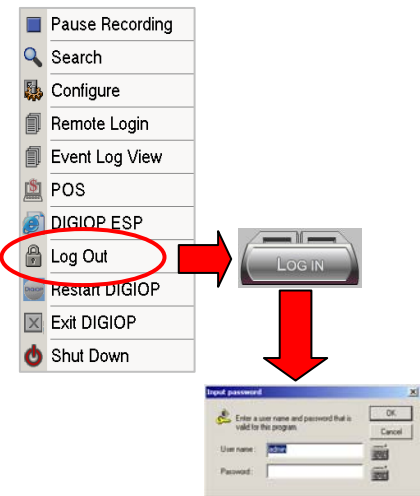 Pause Recording
Search
Configure
Remote Login
Event Log View
POS
DIGIOP ESP
Log Out
Restart DIGIOP
Exit DIGIOP
Shut Down
LOG IN
Input password
Enter a user name and password that is
valid for this program.
OK
Cancel
User name :
admin
Password :